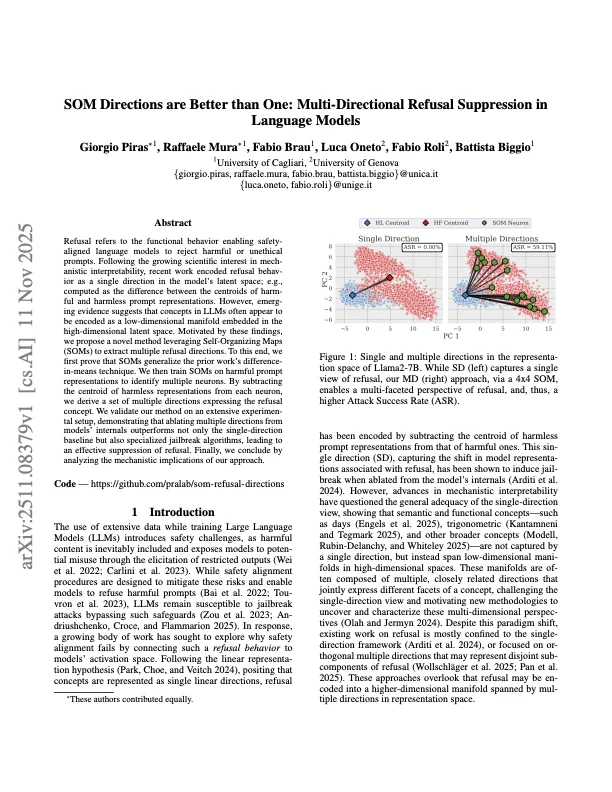 SOM Directions are Better than One: Multi-Directional Refusal Suppression in
Language Models
Giorgio Piras*1, Raffaele Mura*1, Fabio Brau1, Luca Oneto2, Fabio Roli2, Battista Biggio1
1University of Cagliari, 2University of Genova
{giorgio.piras, raffaele.mura, fabio.brau, battista.biggio}@unica.it
{luca.oneto, fabio.roli}@unige.it
arXiv:2511.08379v1 [cs.AI] 11 Nov 2025
Abstract
Refusal refers to the functional behavior enabling safety-
aligned language models to reject harmful or unethical
prompts. Following the growing scientific interest in mech-
anistic interpretability, recent work encoded refusal behav-
ior as a single direction in the model's latent space; e.g.,
computed as the difference between the centroids of harm-
ful and harmless prompt representations. However, emerg-
ing evidence suggests that concepts in LLMs often appear to
be encoded as a low-dimensional manifold embedded in the
high-dimensional latent space. Motivated by these findings,
we propose a novel method leveraging Self-Organizing Maps
(SOMs) to extract multiple refusal directions. To this end, we
first prove that SOMs generalize the prior work's difference-
in-means technique. We then train SOMs on harmful prompt
representations to identify multiple neurons. By subtracting
the centroid of harmless representations from each neuron,
we derive a set of multiple directions expressing the refusal
concept. We validate our method on an extensive experimen-
tal setup, demonstrating that ablating multiple directions from
models' internals outperforms not only the single-direction
baseline but also specialized jailbreak algorithms, leading to
an effective suppression of refusal. Finally, we conclude by
analyzing the mechanistic implications of our approach.
Code — https://github.com/pralab/som-refusal-directions
1 Introduction
The use of extensive data while training Large Language
Models (LLMs) introduces safety challenges, as harmful
content is inevitably included and exposes models to poten-
tial misuse through the elicitation of restricted outputs (Wei
et al. 2022; Carlini et al. 2023). While safety alignment
procedures are designed to mitigate these risks and enable
models to refuse harmful prompts (Bai et al. 2022; Tou-
vron et al. 2023), LLMs remain susceptible to jailbreak
attacks bypassing such safeguards (Zou et al. 2023; An-
driushchenko, Croce, and Flammarion 2025). In response,
a growing body of work has sought to explore why safety
alignment fails by connecting such a refusal behavior to
models' activation space. Following the linear representa-
tion hypothesis (Park, Choe, and Veitch 2024), positing that
concepts are represented as single linear directions, refusal
*These authors contributed equally.
HL Centroid HF Centroid SOM Neuron
Single Direction Multiple Directions
ASR = 0.00% ASR = 59.11%
PC 2
8
6
4
2
0
−2
−4
−6
−5 0 5 10 15 −5 0 5 10 15
PC 1
Figure 1: Single and multiple directions in the representa-
tion space of Llama2-7B. While SD (left) captures a single
view of refusal, our MD (right) approach, via a 4x4 SOM,
enables a multi-faceted perspective of refusal, and, thus, a
higher Attack Success Rate (ASR).
has been encoded by subtracting the centroid of harmless
prompt representations from that of harmful ones. This sin-
gle direction (SD), capturing the shift in model representa-
tions associated with refusal, has been shown to induce jail-
break when ablated from the model's internals (Arditi et al.
2024). However, advances in mechanistic interpretability
have questioned the general adequacy of the single-direction
view, showing that semantic and functional concepts—such
as days (Engels et al. 2025), trigonometric (Kantamneni
and Tegmark 2025), and other broader concepts (Modell,
Rubin-Delanchy, and Whiteley 2025)—are not captured by
a single direction, but instead span low-dimensional mani-
folds in high-dimensional spaces. These manifolds are of-
ten composed of multiple, closely related directions that
jointly express different facets of a concept, challenging the
single-direction view and motivating new methodologies to
uncover and characterize these multi-dimensional perspec-
tives (Olah and Jermyn 2024). Despite this paradigm shift,
existing work on refusal is mostly confined to the single-
direction framework (Arditi et al. 2024), or focused on or-
thogonal multiple directions that may represent disjoint sub-
components of refusal (Wollschläger et al. 2025; Pan et al.
2025). These approaches overlook that refusal may be en-
coded into a higher-dimensional manifold spanned by mul-
tiple directions in representation space.